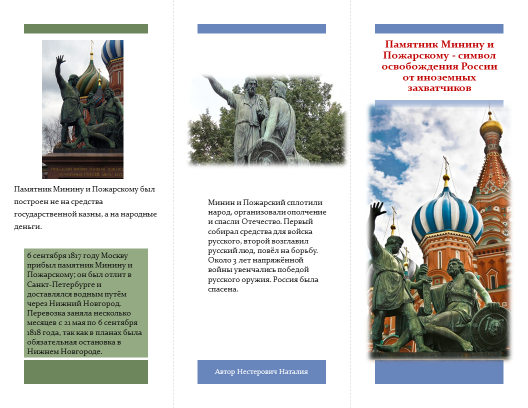 Памятник Минину и Пожарскому был
построен не на средства
государственной казны, а на народные
деньги.
6 сентября 1817 году Москву
прибыл памятник Минину и
Пожарскому; он был отлит в
Санкт-Петербурге и
доставлялся водным путём
через Нижний Новгород.
Перевозка заняла несколько
месяцев с 21 мая по 6 сентября
1818 года, так как в планах была
обязательная остановка в
Нижнем Новгороде.
Минин и Пожарский сплотили
народ, организовали ополчение
и спасли Отечество. Первый
собирал средства для войска
русского, второй возглавил
русский люд, повёл на борьбу.
Около 3 лет напряжённой
войны увенчались победой
русского оружия. Россия была
спасена.
Автор Нестерович Наталия
Памятник Минину и
Пожарскому - символ
освобождения России
от иноземных
захватчиков